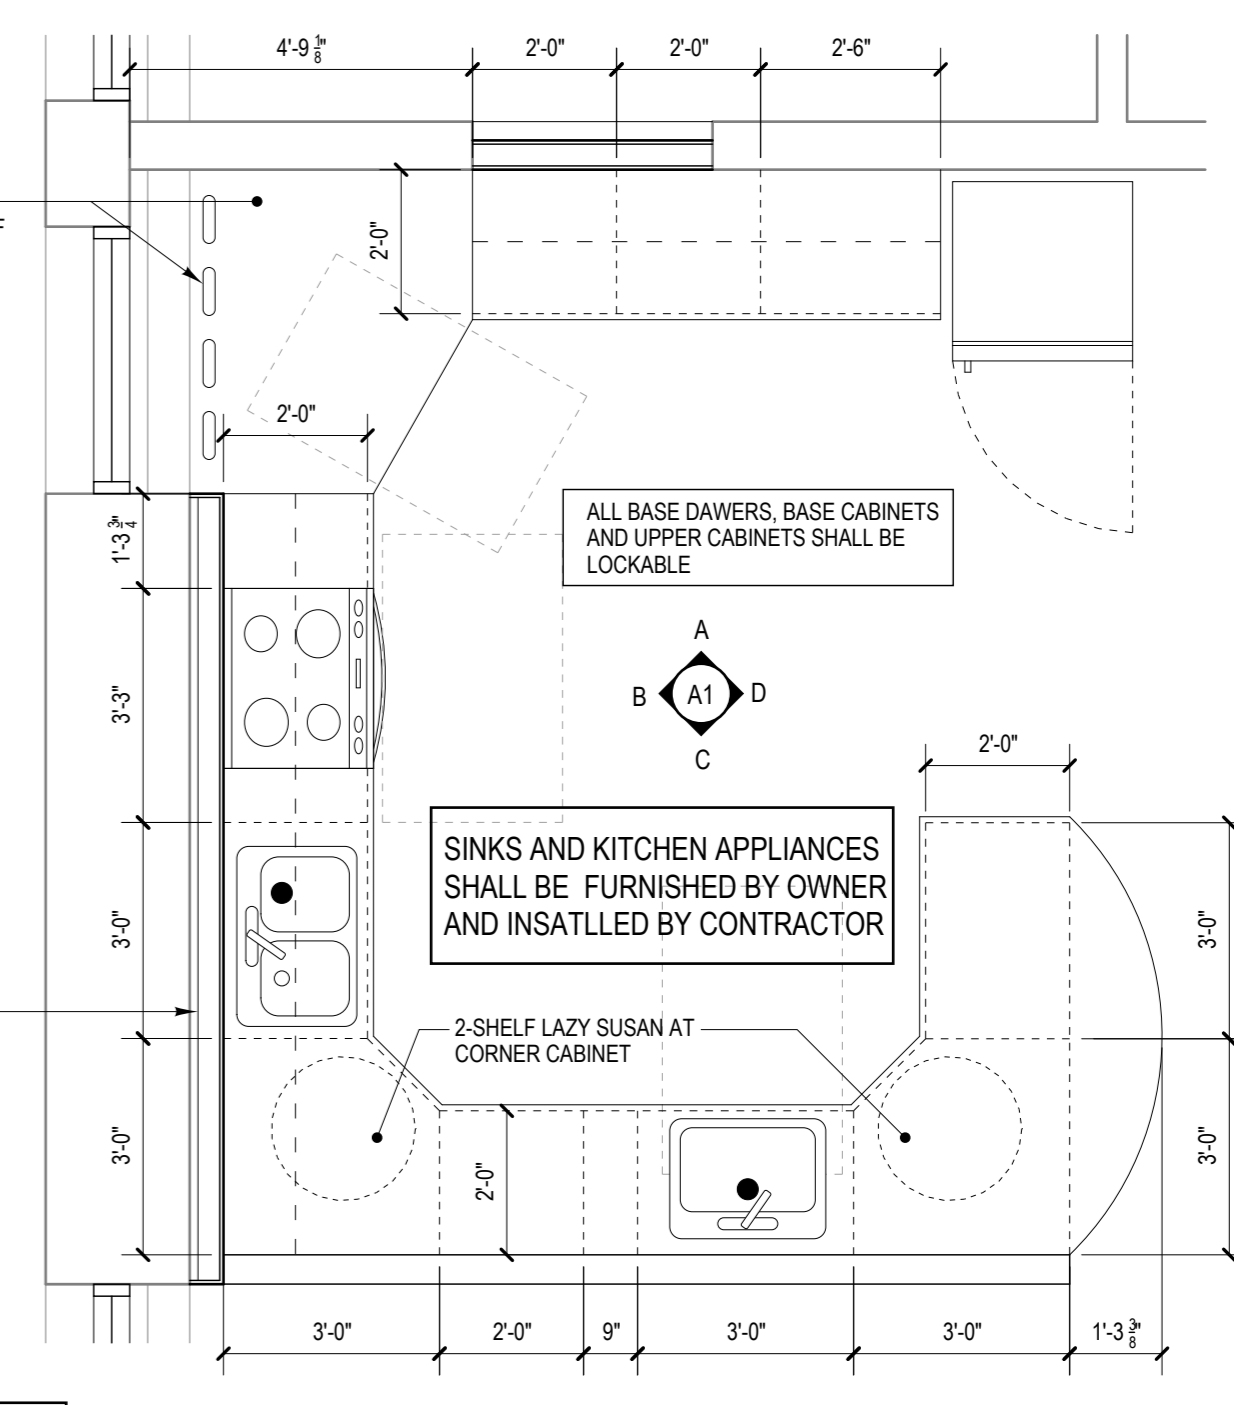 4'-9 1/8"
2'-0"
2'-0"
2'-6"
2'-0"
2'-0"
1'-3 3/4"
ALL BASE DAWERS, BASE CABINETS
AND UPPER CABINETS SHALL BE
LOCKABLE
A
B
A1
D
C
3'-3"
2'-0"
SINKS AND KITCHEN APPLIANCES
SHALL BE FURNISHED BY OWNER
AND INSATLLED BY CONTRACTOR
3'-0"
3'-0"
2-SHELF LAZY SUSAN AT
CORNER CABINET
3'-0"
2'-0"
3'-0"
3'-0"
2'-0"
9"
3'-0"
3'-0"
1'-3 3/8"